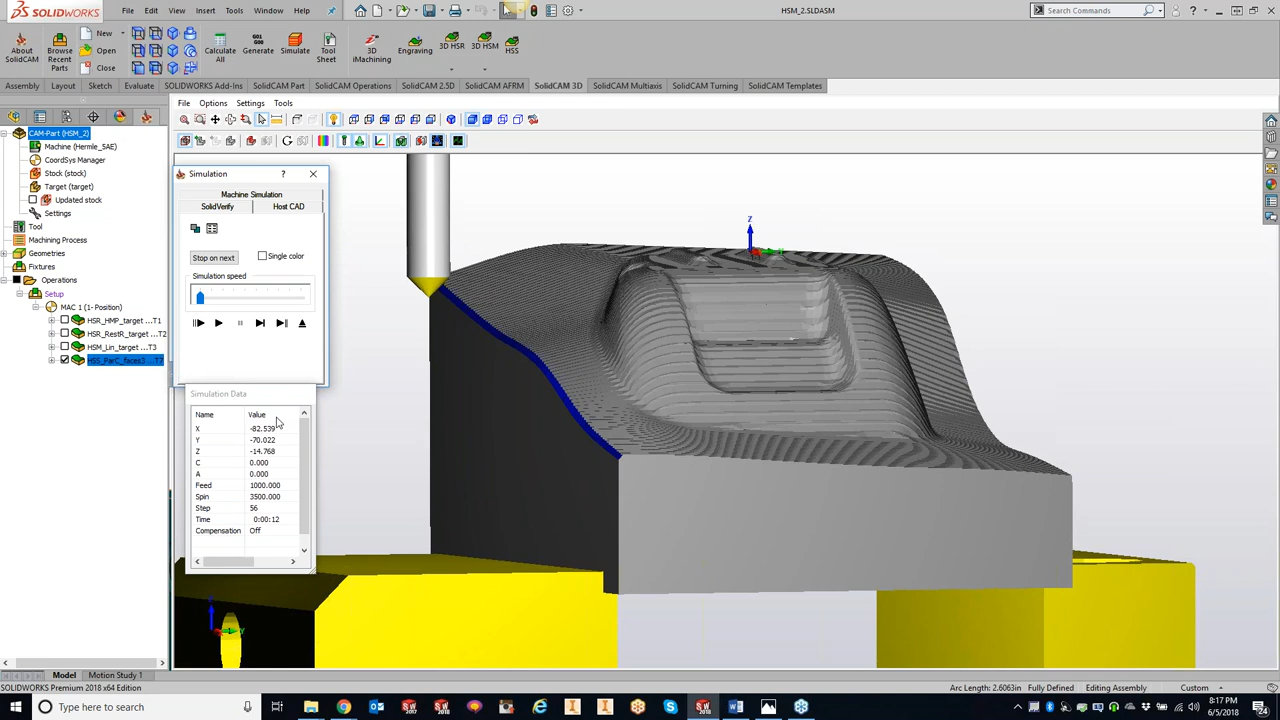 SOLIDWORKS
File Edit View Insert Tools Window Help
HSM_2.SLDASM
Search Commands
About SolidCAM
Browse Recent Parts
New
Open
Close
Calculate All
Generate
Simulate
Tool Sheet
3D iMachining
Engraving
3D HSR
3D HSM
HSS
Assembly Layout Sketch Evaluate SOLIDWORKS Add-Ins SolidCAM Part SolidCAM Operations SolidCAM 2.5D SolidCAM AFRM SolidCAM 3D SolidCAM Multiaxis SolidCAM Turning SolidCAM Templates
File Options Settings Tools
CAM-Part (HSM_2)
Machine (Hermle_SAE)
CoordSys Manager
Stock (stock)
Target (target)
Updated stock
Settings
Tool
Machining Process
Geometries
Fixtures
Operations
Setup
MAC 1 (1- Position)
HSR_HMP_target ...T1
HSR_RestR_target ...T2
HSM_Lin_target ...T3
HSS_ParC_faces3 ...T7
Simulation ?
Machine Simulation
SolidVerify Host CAD
Stop on next Single color
Simulation speed
Simulation Data
Name Value
X -82.539
Y -70.022
Z -14.768
C 0.000
A 0.000
Feed 1000.000
Spin 3500.000
Step 56
Time 0:00:12
Compensation Off
Z
Y
Model Motion Study 1
SOLIDWORKS Premium 2018 x64 Edition
Arc Length: 2.6063in Fully Defined Editing Assembly Custom
Type here to search
8:17 PM
6/5/2018